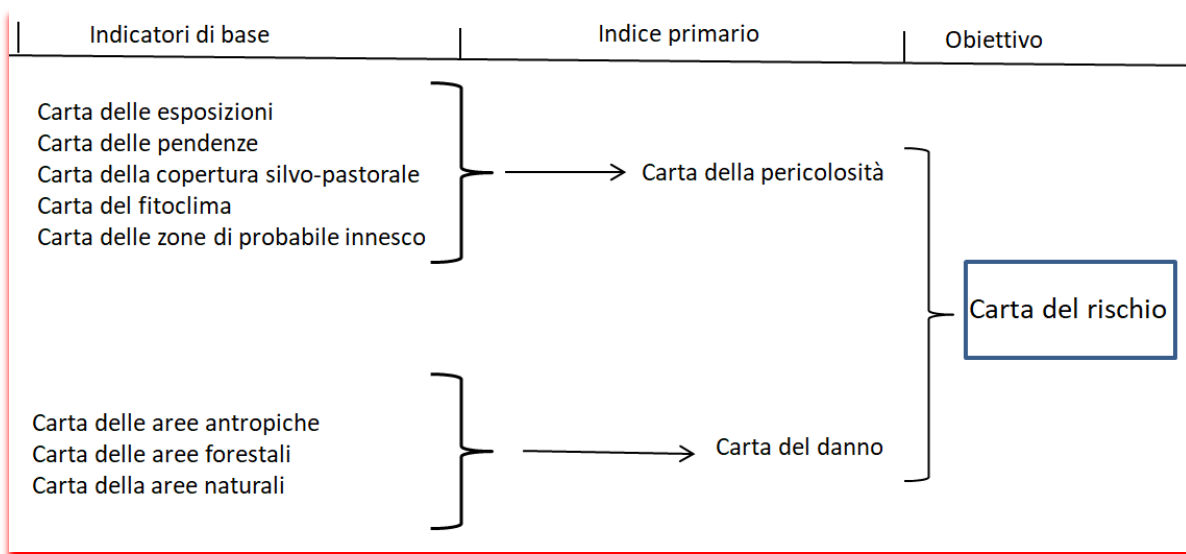 Indicatori di base
Indice primario
Obiettivo
Carta delle esposizioni
Carta delle pendenze
Carta della copertura silvo-pastorale
Carta del fitoclima
Carta delle zone di probabile innesco
Carta della pericolosità
Carta del rischio
Carta delle aree antropiche
Carta delle aree forestali
Carta della aree naturali
Carta del danno